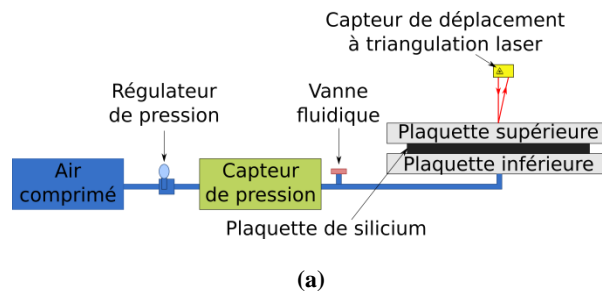 Capteur de déplacement
à triangulation laser
Régulateur
de pression
Vanne
fluidique
Plaquette supérieure
Air
comprimé
Capteur
de pression
Plaquette inférieure
Plaquette de silicium
(a)